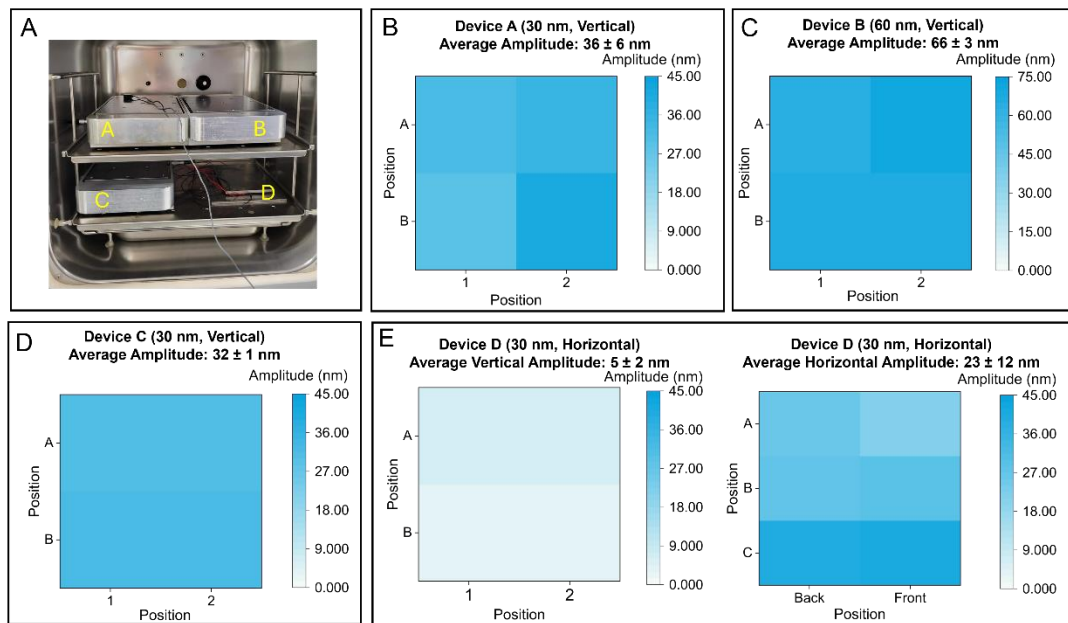 A
A
B
C
D
B
Device A (30 nm, Vertical)
Average Amplitude: 36 ± 6 nm
Amplitude (nm)
45.00
36.00
27.00
18.00
9.000
0.000
A
B
Position
1
2
Position
C
Device B (60 nm, Vertical)
Average Amplitude: 66 ± 3 nm
Amplitude (nm)
75.00
60.00
45.00
30.00
15.00
0.000
A
B
Position
1
2
Position
D
Device C (30 nm, Vertical)
Average Amplitude: 32 ± 1 nm
Amplitude (nm)
45.00
36.00
27.00
18.00
9.000
0.000
A
B
Position
1
2
Position
E
Device D (30 nm, Horizontal)
Average Vertical Amplitude: 5 ± 2 nm
Amplitude (nm)
45.00
36.00
27.00
18.00
9.000
0.000
A
B
Position
1
2
Position
Device D (30 nm, Horizontal)
Average Horizontal Amplitude: 23 ± 12 nm
Amplitude (nm)
45.00
36.00
27.00
18.00
9.000
0.000
A
B
C
Position
Back
Front
Position